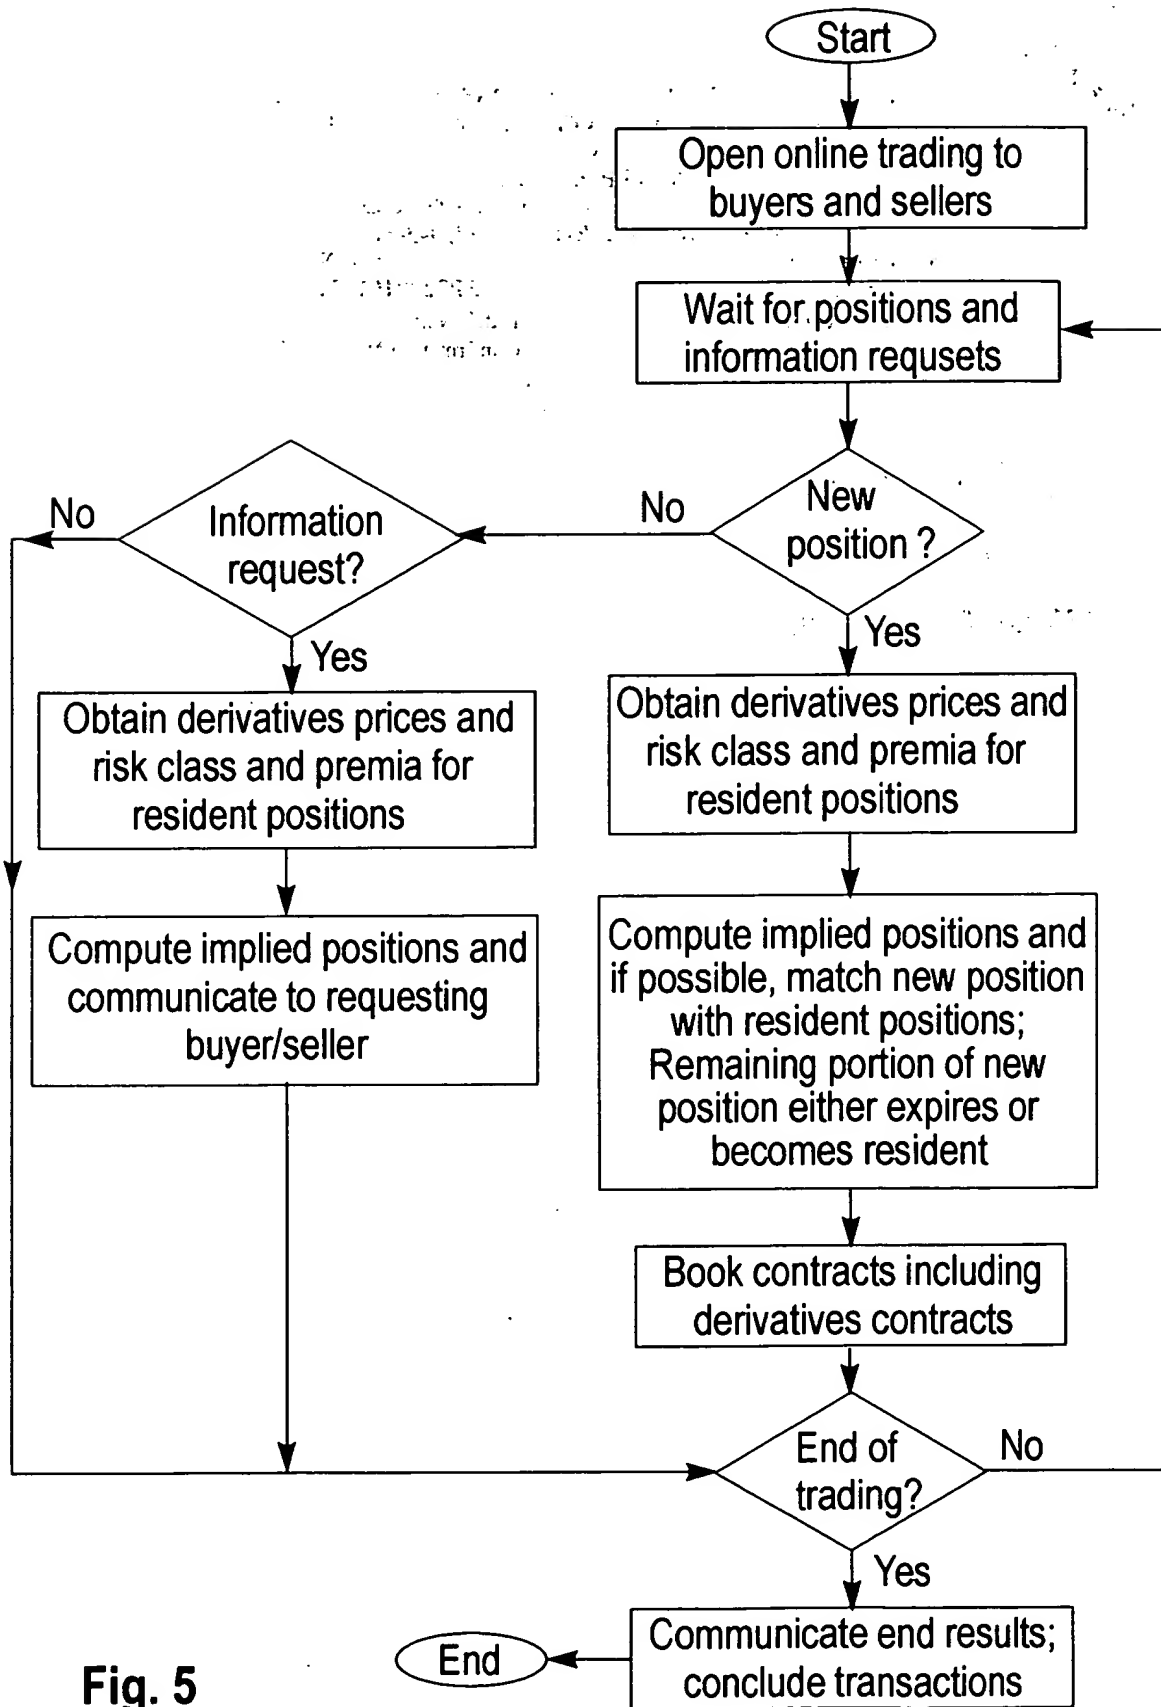 Start
Open online trading to
buyers and sellers
Wait for positions and
information requsets
New
position ?
No
Yes
Information
request?
No
Yes
Obtain derivatives prices and
risk class and premia for
resident positions
Obtain derivatives prices and
risk class and premia for
resident positions
Compute implied positions and
communicate to requesting
buyer/seller
Compute implied positions and
if possible, match new position
with resident positions;
Remaining portion of new
position either expires or
becomes resident
Book contracts including
derivatives contracts
End of
trading?
No
Yes
Communicate end results;
conclude transactions
End
Fig. 5